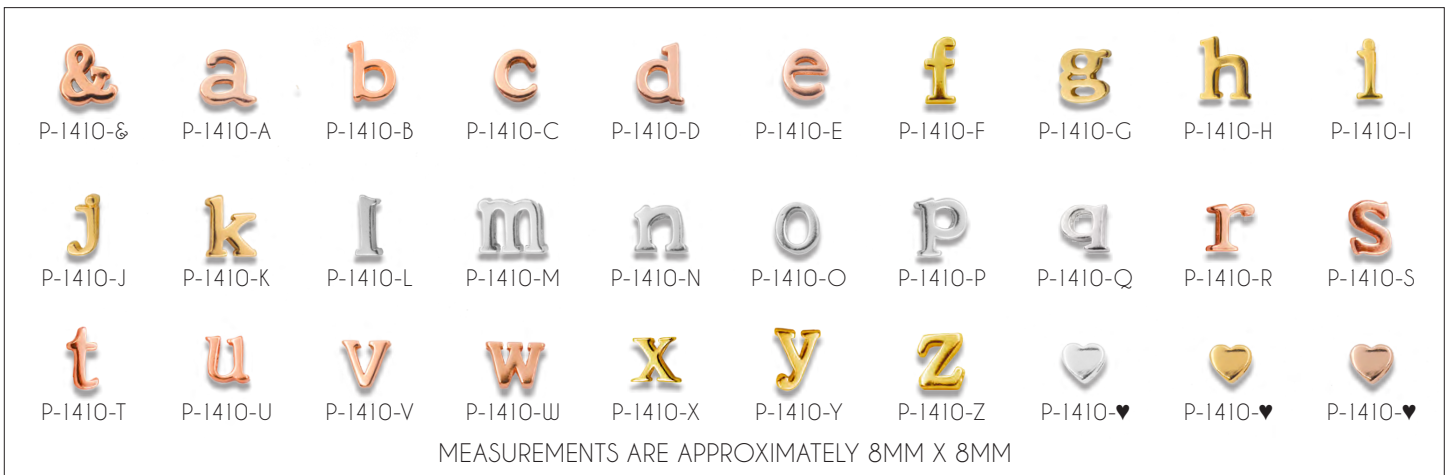 & a b c d e f g h i
P-1410-& P-1410-A P-1410-B P-1410-C P-1410-D P-1410-E P-1410-F P-1410-G P-1410-H P-1410-I
j k l m n o p q r s
P-1410-J P-1410-K P-1410-L P-1410-M P-1410-N P-1410-O P-1410-P P-1410-Q P-1410-R P-1410-S
t u v w x y z
P-1410-T P-1410-U P-1410-V P-1410-W P-1410-X P-1410-Y P-1410-Z P-1410-♥ P-1410-♥ P-1410-♥
MEASUREMENTS ARE APPROXIMATELY 8MM X 8MM